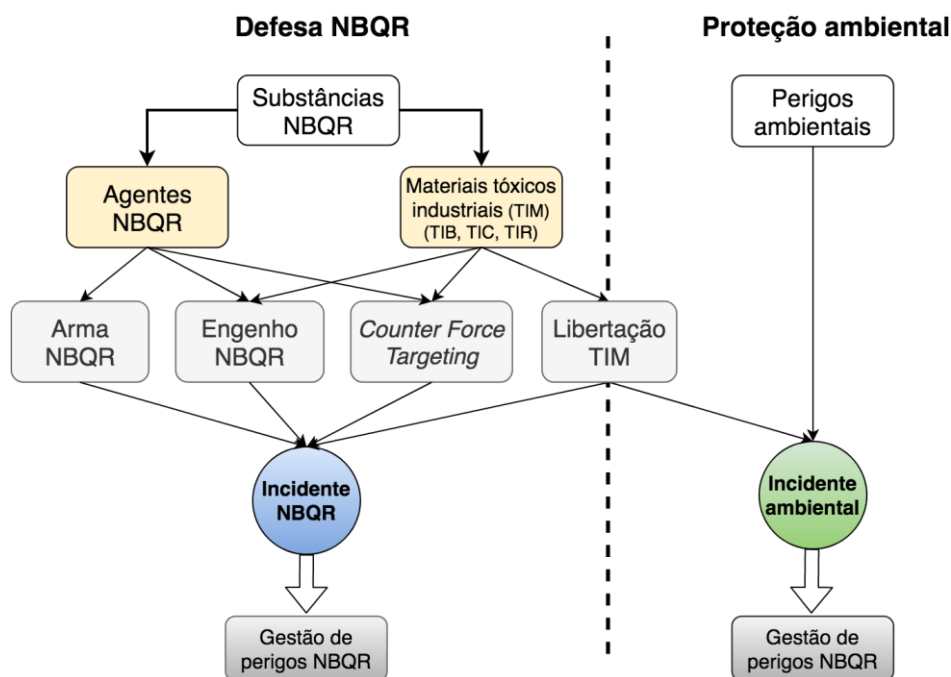 Defesa NBQR
Proteção ambiental
Substâncias
NBQR
Perigos
ambientais
Agentes
NBQR
Materiais tóxicos
industriais (TIM)
(TIB, TIC, TIR)
Arma
NBQR
Engenho
NBQR
Counter Force
Targeting
Libertação
TIM
Incidente
NBQR
Incidente
ambiental
Gestão de
perigos NBQR
Gestão de
perigos NBQR